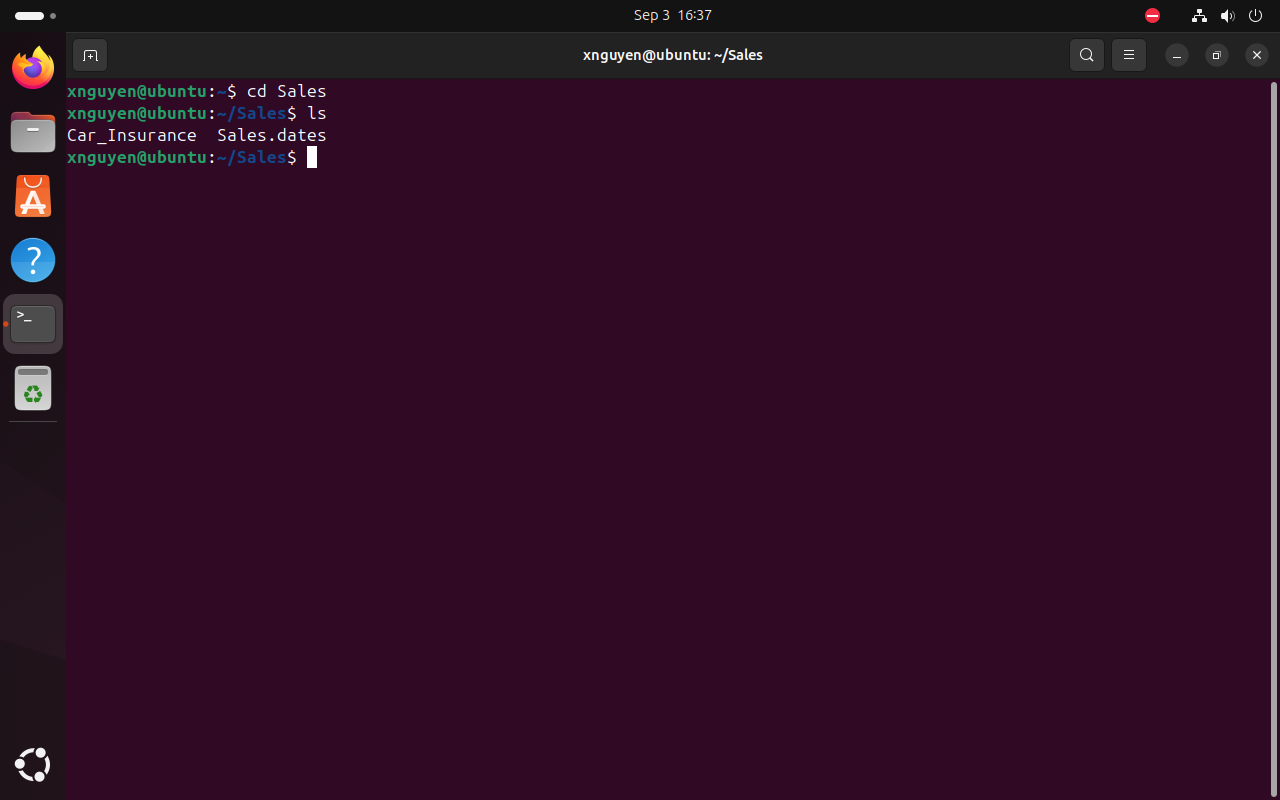 Sep 3 16:37
xnguyen@ubuntu: ~/Sales
xnguyen@ubuntu:~$ cd Sales
xnguyen@ubuntu:~/Sales$ ls
Car_Insurance Sales.dates
xnguyen@ubuntu:~/Sales$